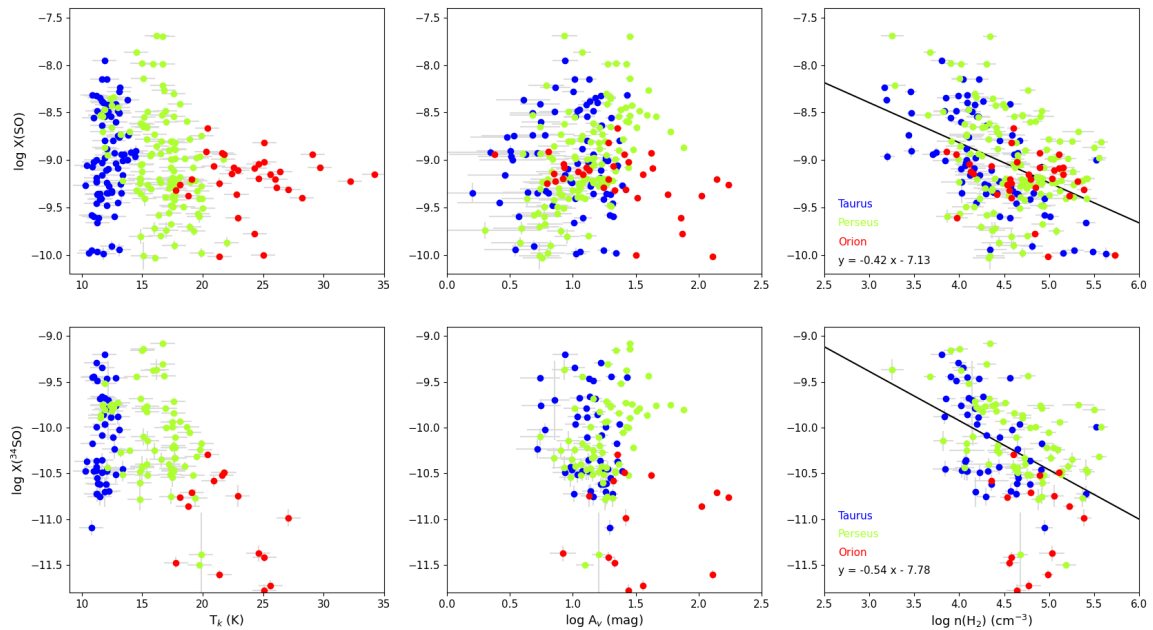 log X(SO)
−7.5
−8.0
−8.5
−9.0
−9.5
−10.0
10 15 20 25 30 35
−7.5
−8.0
−8.5
−9.0
−9.5
−10.0
0.0 0.5 1.0 1.5 2.0 2.5
−7.5
−8.0
−8.5
−9.0
−9.5
−10.0
Taurus
Perseus
Orion
y = -0.42 x - 7.13
2.5 3.0 3.5 4.0 4.5 5.0 5.5 6.0
log X(³⁴SO)
−9.0
−9.5
−10.0
−10.5
−11.0
−11.5
10 15 20 25 30 35
T_k (K)
−9.0
−9.5
−10.0
−10.5
−11.0
−11.5
0.0 0.5 1.0 1.5 2.0 2.5
log A_v (mag)
−9.0
−9.5
−10.0
−10.5
−11.0
−11.5
Taurus
Perseus
Orion
y = -0.54 x - 7.78
2.5 3.0 3.5 4.0 4.5 5.0 5.5 6.0
log n(H₂) (cm⁻³)